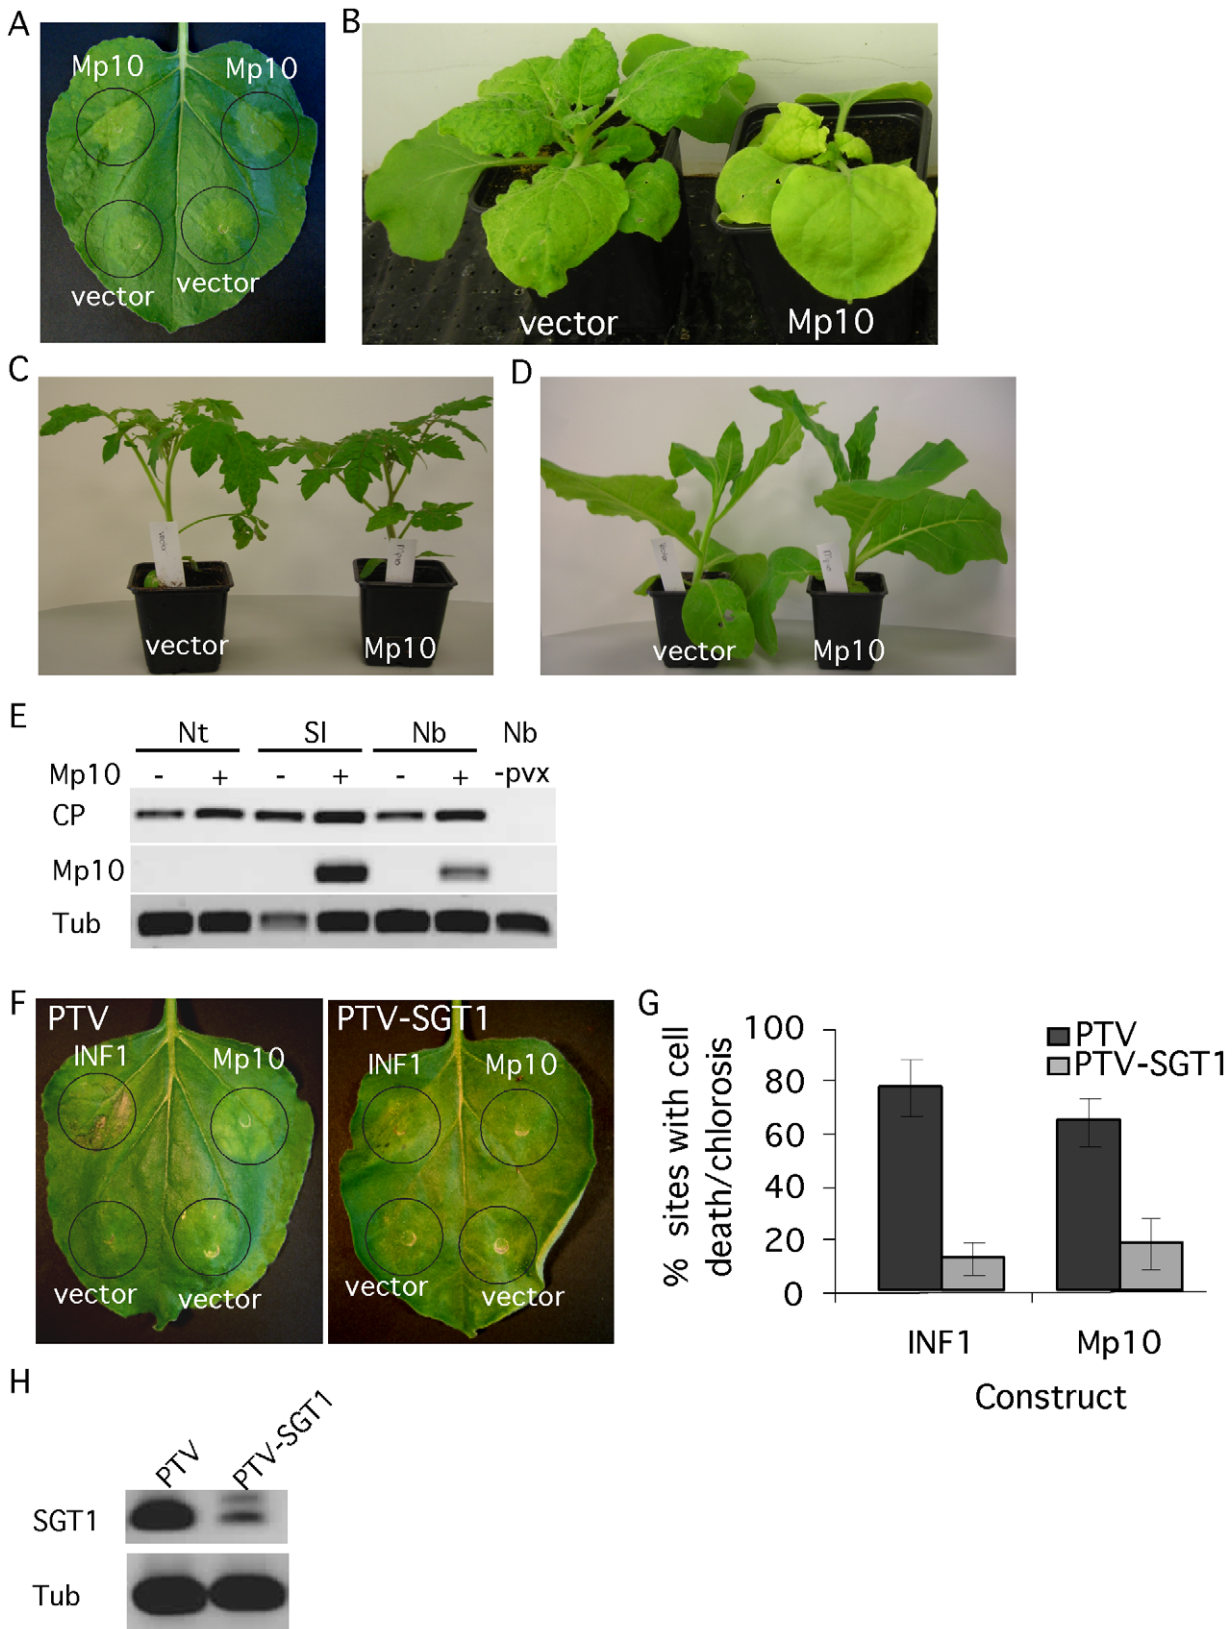 A
Mp10 Mp10
vector vector
B
vector Mp10
C
vector Mp10
D
vector Mp10
E
Nt Sl Nb Nb
Mp10 - + - + - + -pvx
CP
Mp10
Tub
F
PTV
INF1 Mp10
vector vector
PTV-SGT1
INF1 Mp10
vector vector
G
% sites with cell
death/chlorosis
100
80
60
40
20
0
PTV
PTV-SGT1
INF1 Mp10
Construct
H
PTV PTV-SGT1
SGT1
Tub